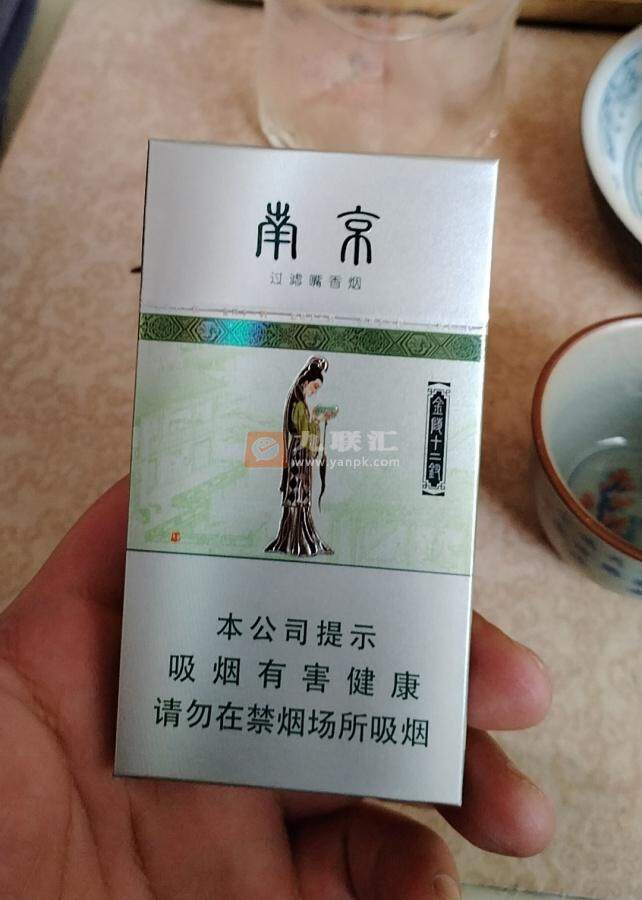 南京
过滤嘴香烟
金陵十二钗
九联汇
www.yanpk.com
本公司提示
吸烟有害健康
请勿在禁烟场所吸烟